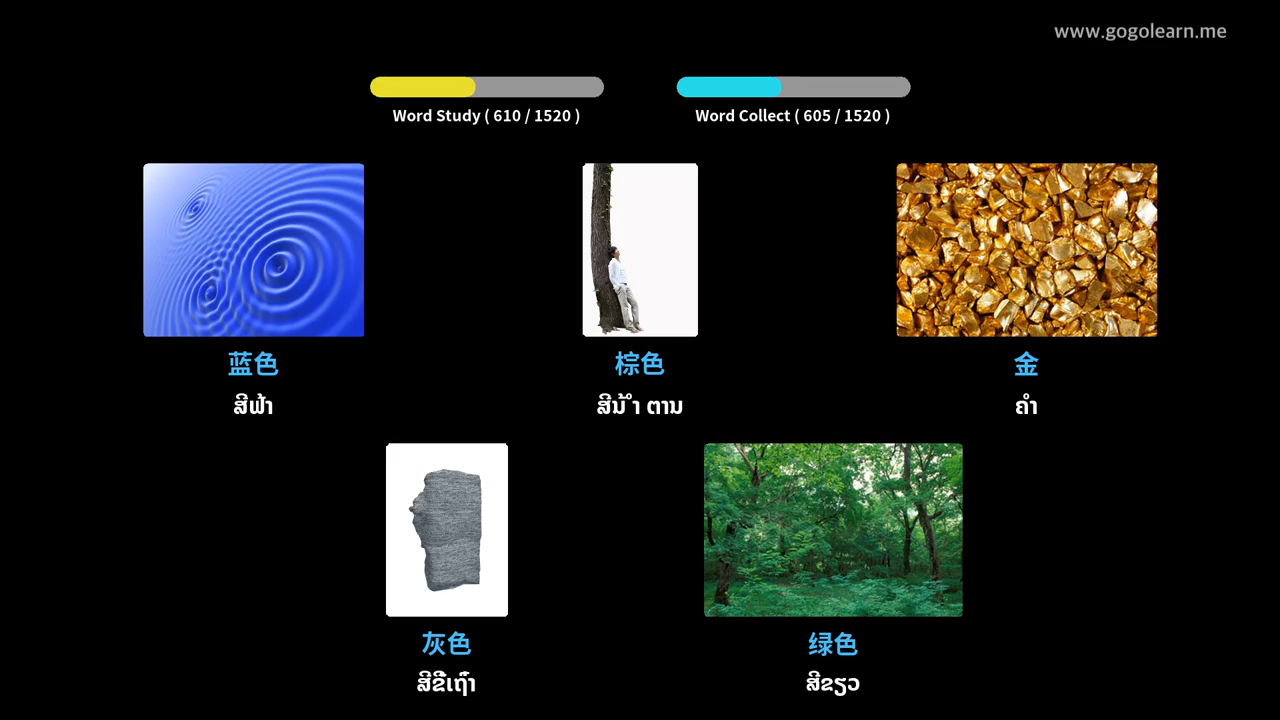 www.gogolearn.me
Word Study ( 610 / 1520 )
Word Collect ( 605 / 1520 )
蓝色
ສີຟ້າ
棕色
ສີນ້ຳ ຕານ
金
ຄຳ
灰色
ສີຂີ້ເຖົ່າ
绿色
ສີຂຽວ